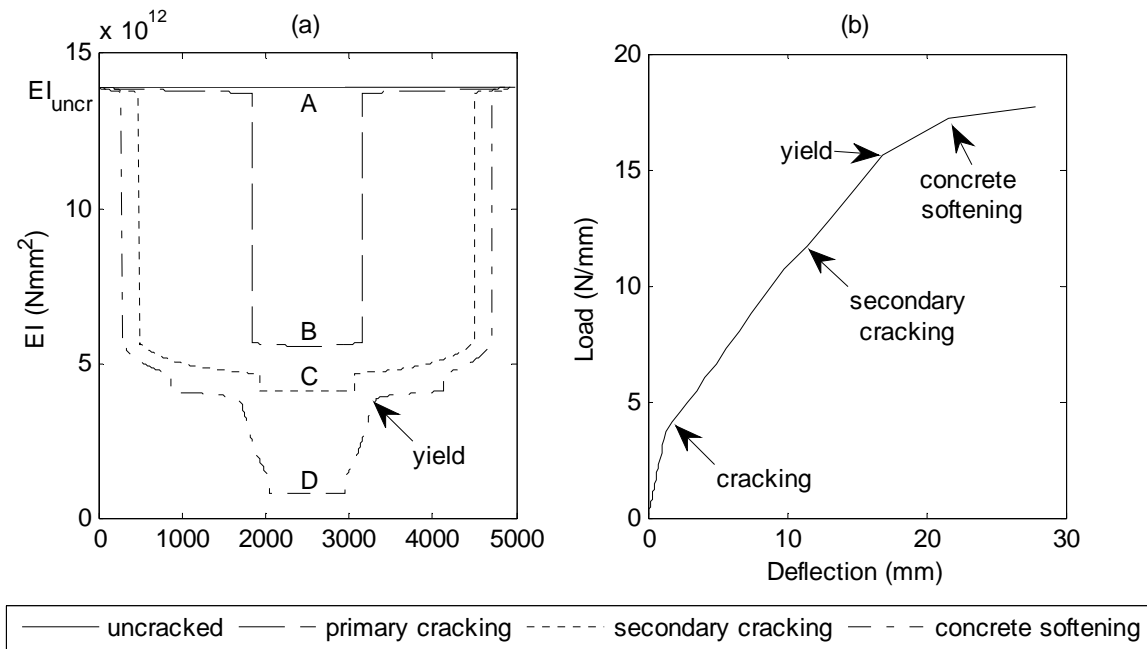 (a)
x 10^12
15
EI_uncr
10
5
0
EI (Nmm²)
A
B
C
D
yield
0 1000 2000 3000 4000 5000
(b)
20
15
10
5
0
Load (N/mm)
yield
concrete
softening
secondary
cracking
cracking
0 10 20 30
Deflection (mm)
uncracked primary cracking secondary cracking concrete softening